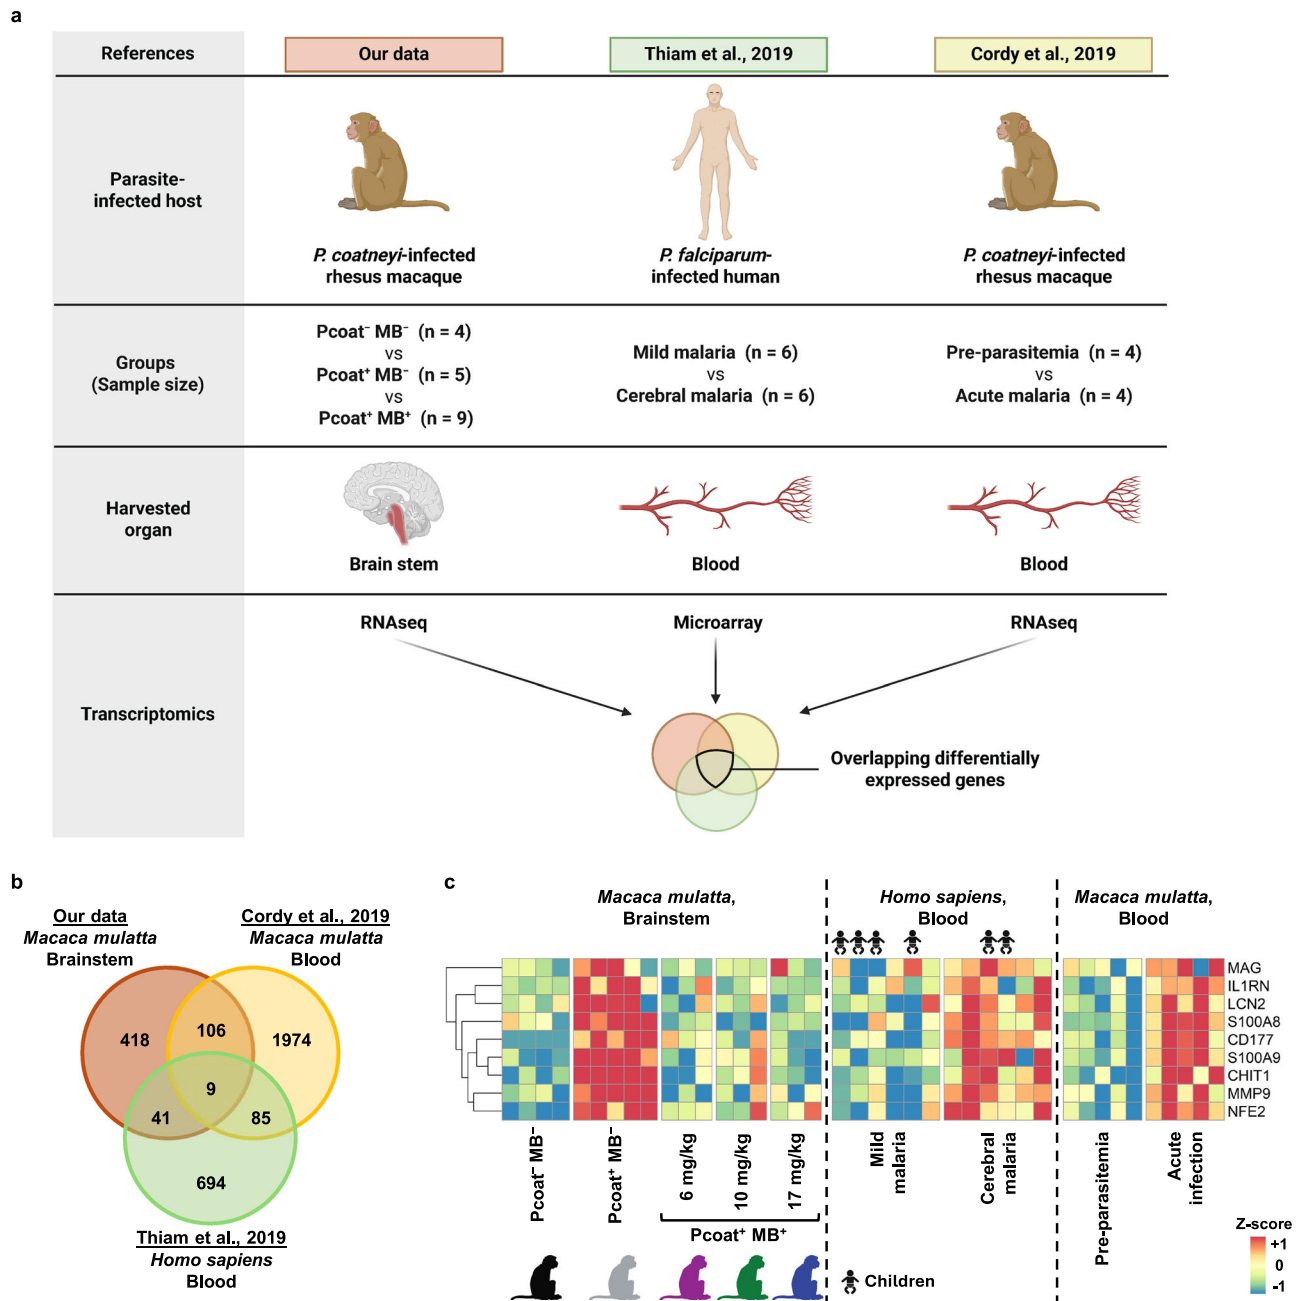 a
References
Our data
Thiam et al., 2019
Cordy et al., 2019
Parasite-
infected host
P. coatneyi-infected
rhesus macaque
P. falciparum-
infected human
P. coatneyi-infected
rhesus macaque
Groups
(Sample size)
Pcoat⁻ MB⁻ (n = 4)
vs
Pcoat⁺ MB⁻ (n = 5)
vs
Pcoat⁺ MB⁺ (n = 9)
Mild malaria (n = 6)
vs
Cerebral malaria (n = 6)
Pre-parasitemia (n = 4)
vs
Acute malaria (n = 4)
Harvested
organ
Brain stem
Blood
Blood
Transcriptomics
RNAseq
Microarray
RNAseq
Overlapping differentially
expressed genes
b
Our data
Macaca mulatta
Brainstem
Cordy et al., 2019
Macaca mulatta
Blood
418
106
1974
9
41
85
694
Thiam et al., 2019
Homo sapiens
Blood
c
Macaca mulatta,
Brainstem
Homo sapiens,
Blood
Macaca mulatta,
Blood
MAG
IL1RN
LCN2
S100A8
CD177
S100A9
CHIT1
MMP9
NFE2
Pcoat⁻ MB⁻
Pcoat⁺ MB⁻
6 mg/kg
10 mg/kg
17 mg/kg
Pcoat⁺ MB⁺
Mild
malaria
Cerebral
malaria
Pre-parasitemia
Acute
infection
Children
Z-score
+1
0
-1